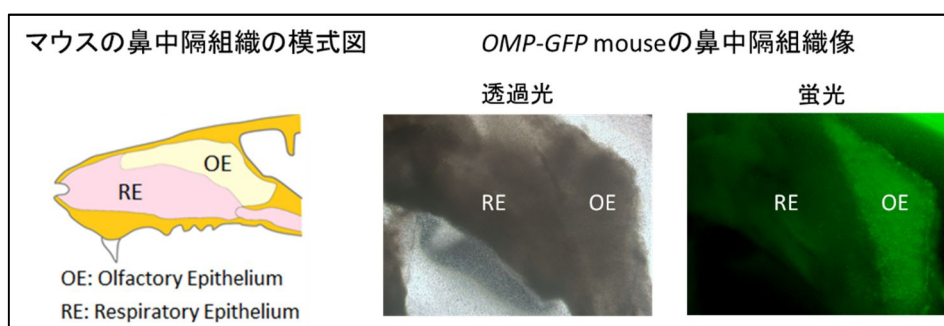 マウスの鼻中隔組織の模式図
OMP-GFP mouseの鼻中隔組織像
透過光
蛍光
OE
RE
RE
OE
RE
OE
OE: Olfactory Epithelium
RE: Respiratory Epithelium